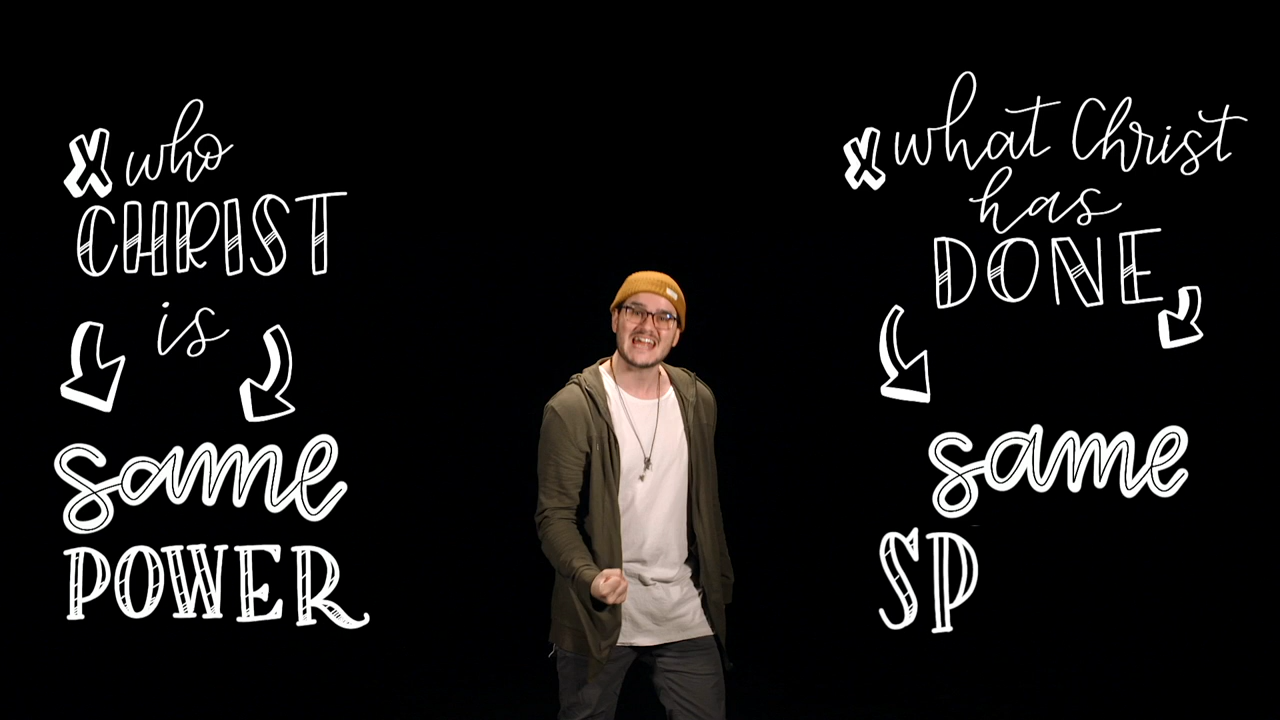 x who
CHRIST
is
same
POWER
x what Christ
has
DONE
same
SP